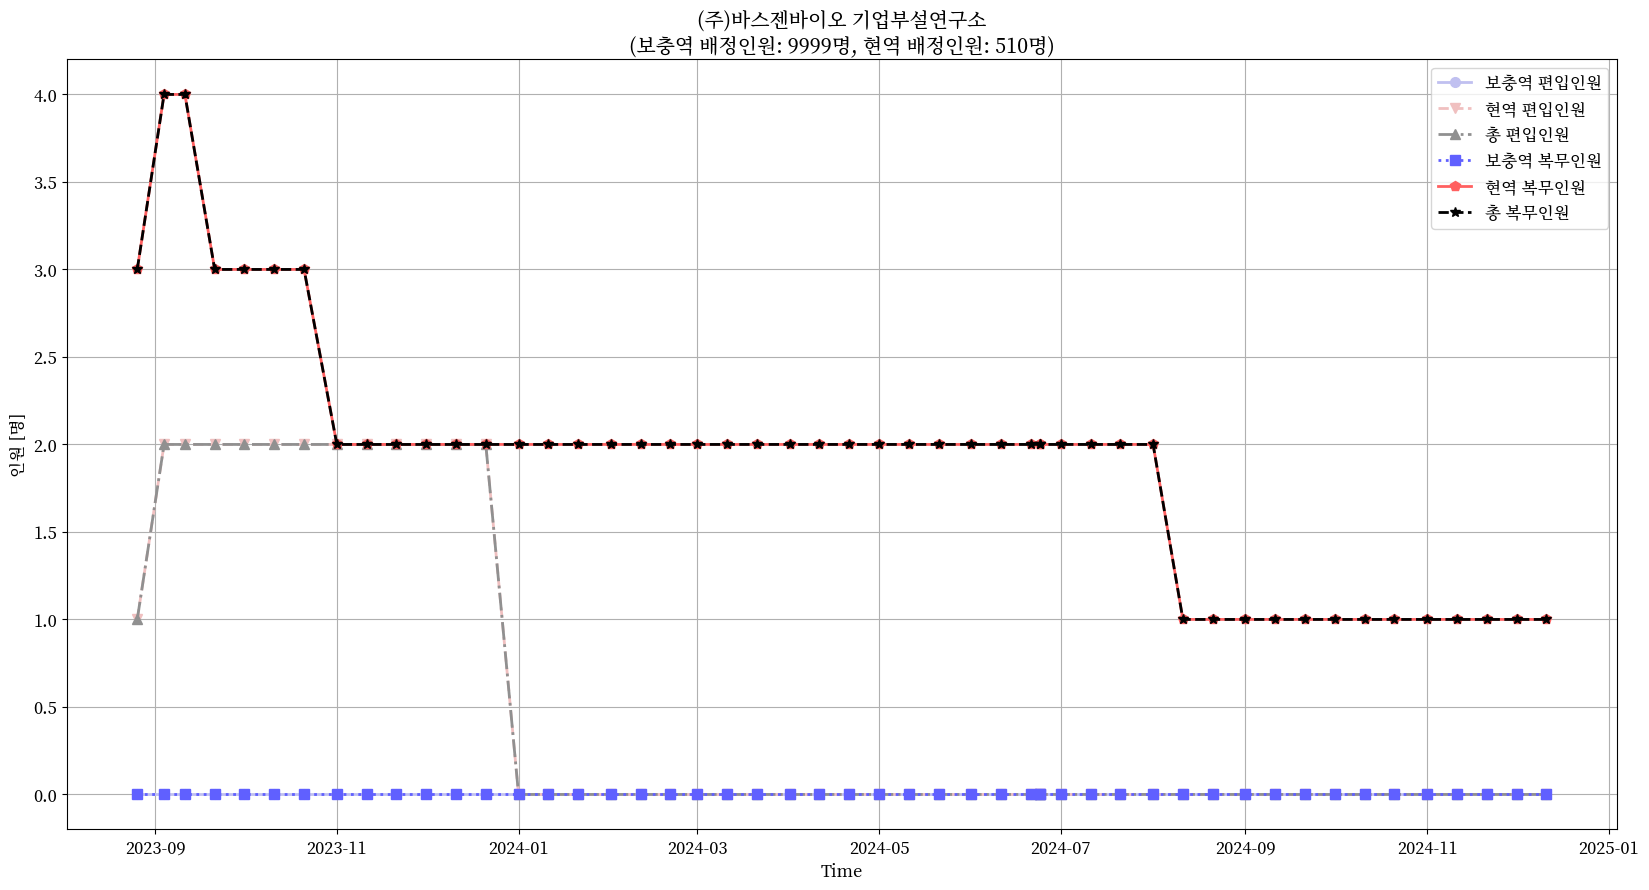 (주)바스젠바이오 기업부설연구소
(보충역 배정인원: 9999명, 현역 배정인원: 510명)
보충역 편입인원
현역 편입인원
총 편입인원
보충역 복무인원
현역 복무인원
총 복무인원
4.0
3.5
3.0
2.5
2.0
1.5
1.0
0.5
0.0
인원 [명]
2023-09
2023-11
2024-01
2024-03
2024-05
2024-07
2024-09
2024-11
2025-01
Time